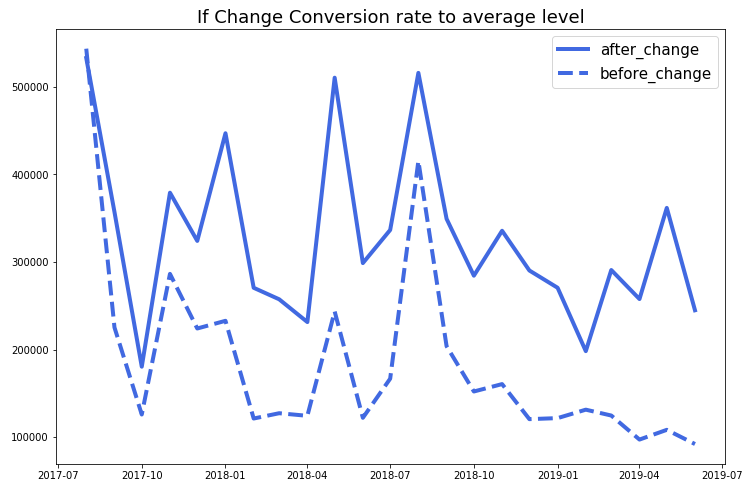 If Change Conversion rate to average level
after_change
before_change
500000
400000
300000
200000
100000
2017-07 2017-10 2018-01 2018-04 2018-07 2018-10 2019-01 2019-04 2019-07